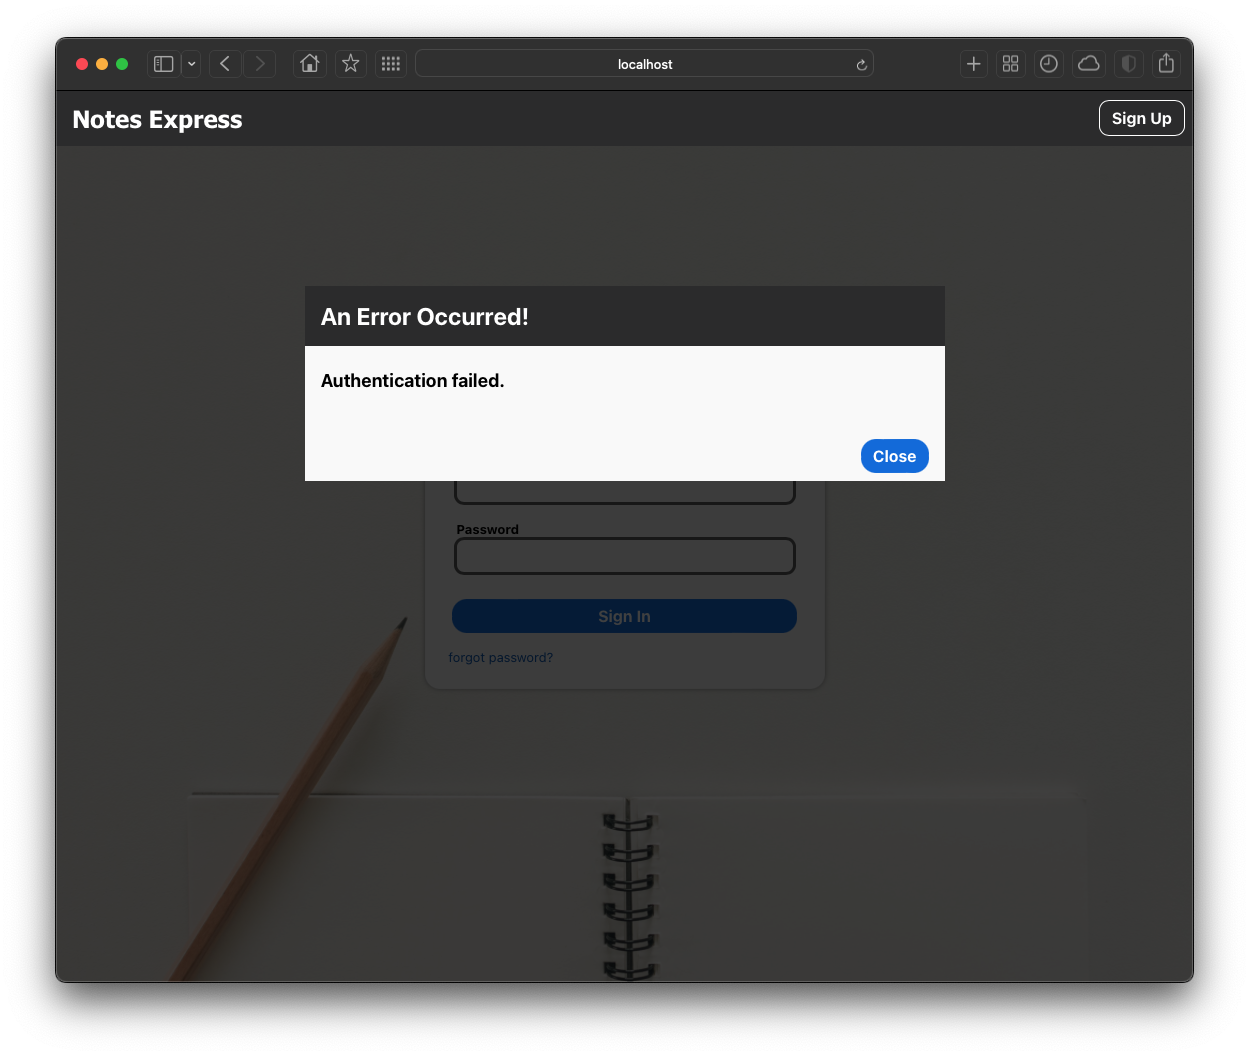 localhost
Notes Express
Sign Up
An Error Occurred!
Authentication failed.
Close
Password
Sign In
forgot password?